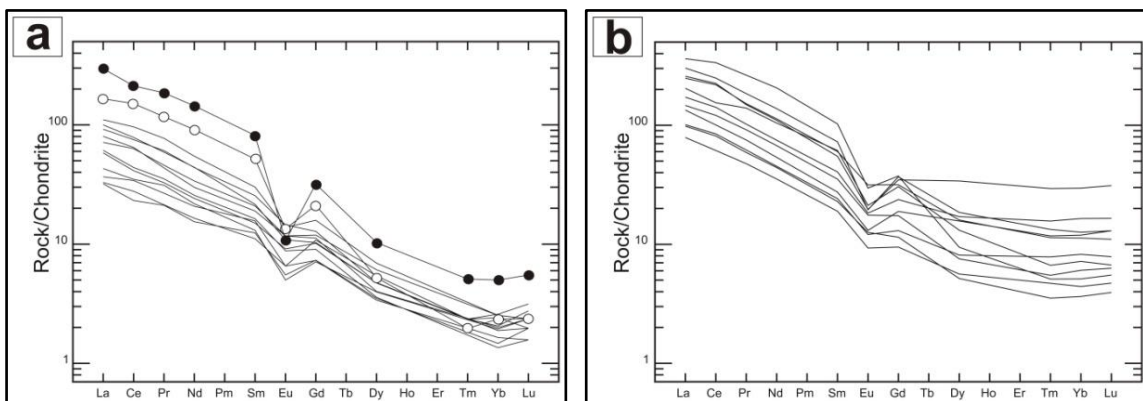 a
Rock/Chondrite
100
10
1
La Ce Pr Nd Pm Sm Eu Gd Tb Dy Ho Er Tm Yb Lu
b
Rock/Chondrite
100
10
1
La Ce Pr Nd Pm Sm Eu Gd Tb Dy Ho Er Tm Yb Lu